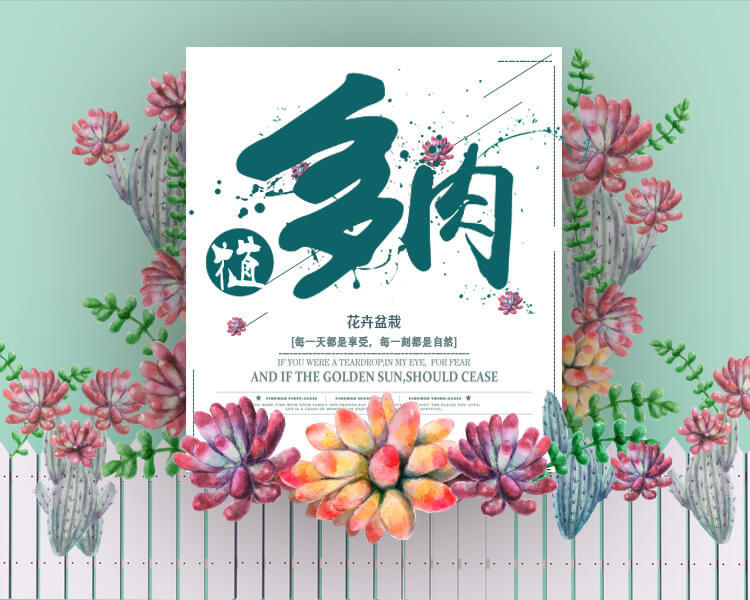 多肉
植
花卉盆栽
[每一天都是享受，每一刻都是自然]
IF YOU WERE A TEARDROP,IN MY EYE, FOR FEAR
AND IF THE GOLDEN SUN,SHOULD CEASE